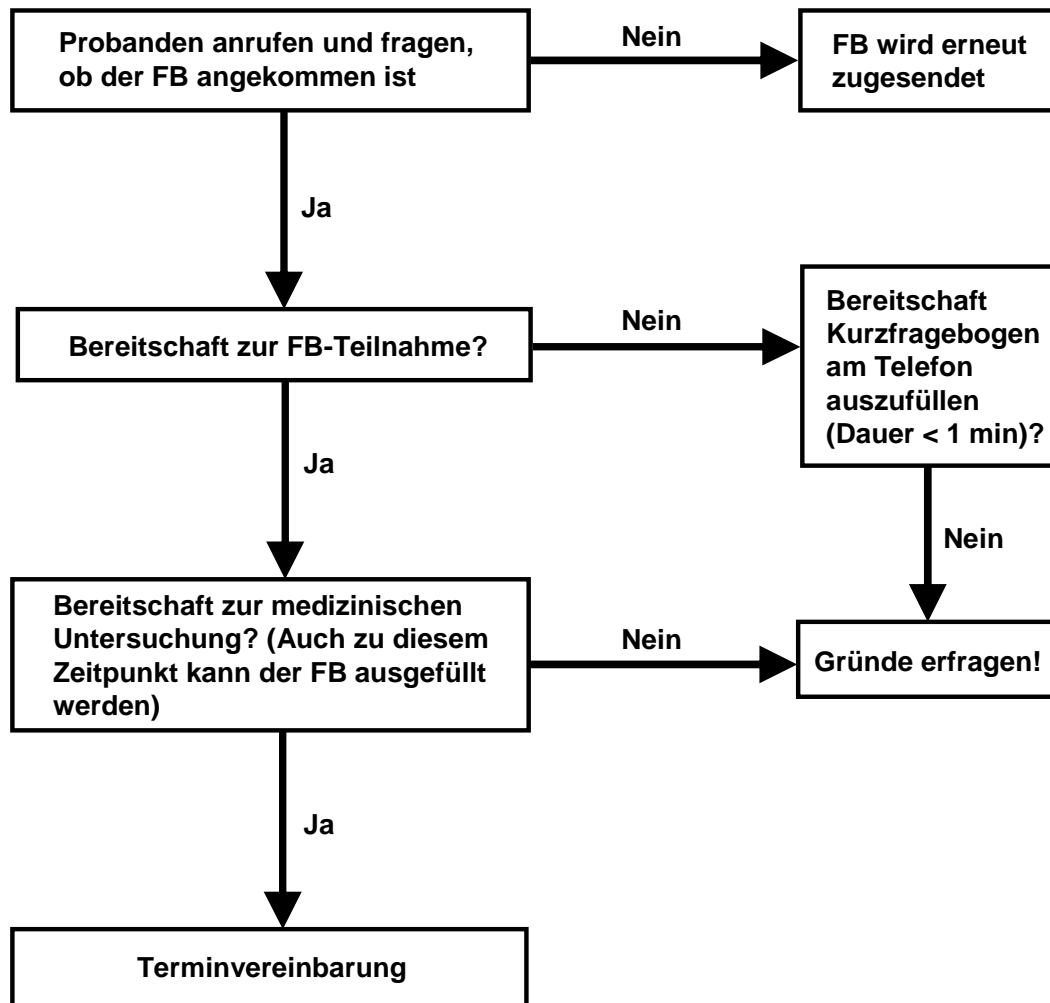 Probanden anrufen und fragen,
ob der FB angekommen ist
Nein
FB wird erneut
zugesendet
Ja
Bereitschaft zur FB-Teilnahme?
Nein
Bereitschaft
Kurzfragebogen
am Telefon
auszufüllen
(Dauer < 1 min)?
Ja
Nein
Bereitschaft zur medizinischen
Untersuchung? (Auch zu diesem
Zeitpunkt kann der FB ausgefüllt
werden)
Nein
Gründe erfragen!
Ja
Terminvereinbarung